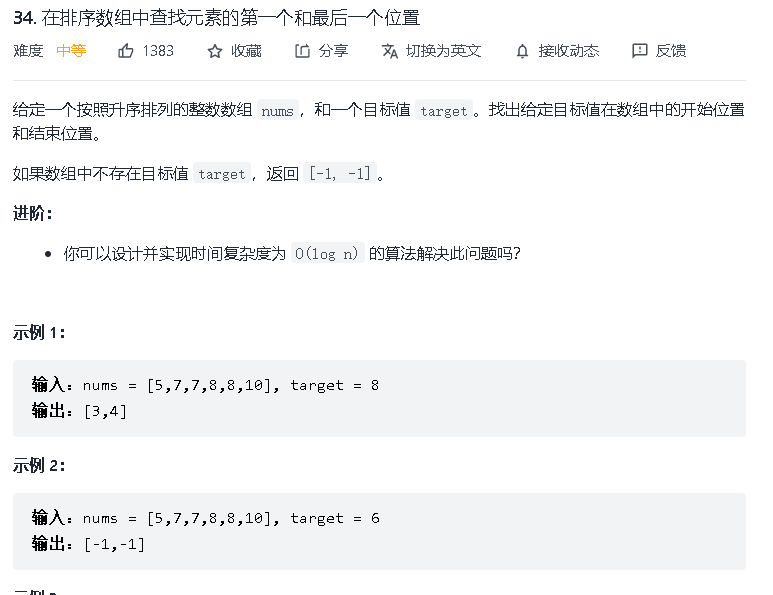 34. 在排序数组中查找元素的第一个和最后一个位置
难度 中等 1383 收藏 分享 切换为英文 接收动态 反馈
给定一个按照升序排列的整数数组 nums，和一个目标值 target。找出给定目标值在数组中的开始位置
和结束位置。
如果数组中不存在目标值 target，返回 [-1, -1]。
进阶：
• 你可以设计并实现时间复杂度为 O(log n) 的算法解决此问题吗？
示例 1：
输入：nums = [5,7,7,8,8,10], target = 8
输出：[3,4]
示例 2：
输入：nums = [5,7,7,8,8,10], target = 6
输出：[-1,-1]